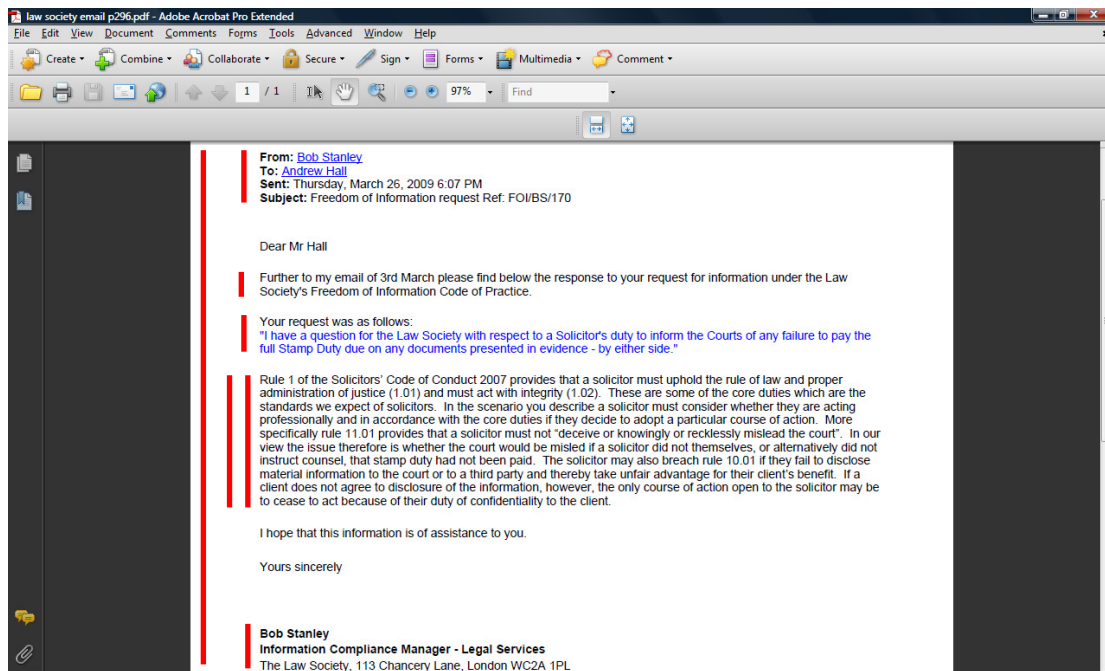 law society email p296.pdf - Adobe Acrobat Pro Extended
File Edit View Document Comments Forms Tools Advanced Window Help
Create Combine Collaborate Secure Sign Forms Multimedia Comment
1 / 1 97% Find
From: Bob Stanley
To: Andrew Hall
Sent: Thursday, March 26, 2009 6:07 PM
Subject: Freedom of Information request Ref: FOI/BS/170
Dear Mr Hall
Further to my email of 3rd March please find below the response to your request for information under the Law
Society's Freedom of Information Code of Practice.
Your request was as follows:
"I have a question for the Law Society with respect to a Solicitor's duty to inform the Courts of any failure to pay the
full Stamp Duty due on any documents presented in evidence - by either side."
Rule 1 of the Solicitors' Code of Conduct 2007 provides that a solicitor must uphold the rule of law and proper
administration of justice (1.01) and must act with integrity (1.02).  These are some of the core duties which are the
standards we expect of solicitors.  In the scenario you describe a solicitor must consider whether they are acting
professionally and in accordance with the core duties if they decide to adopt a particular course of action.  More
specifically rule 11.01 provides that a solicitor must not "deceive or knowingly or recklessly mislead the court".  In our
view the issue therefore is whether the court would be misled if a solicitor did not themselves, or alternatively did not
instruct counsel, that stamp duty had not been paid.  The solicitor may also breach rule 10.01 if they fail to disclose
material information to the court or to a third party and thereby take unfair advantage for their client's benefit.  If a
client does not agree to disclosure of the information, however, the only course of action open to the solicitor may be
to cease to act because of their duty of confidentiality to the client.
I hope that this information is of assistance to you.
Yours sincerely
Bob Stanley
Information Compliance Manager - Legal Services
The Law Society, 113 Chancery Lane, London WC2A 1PL